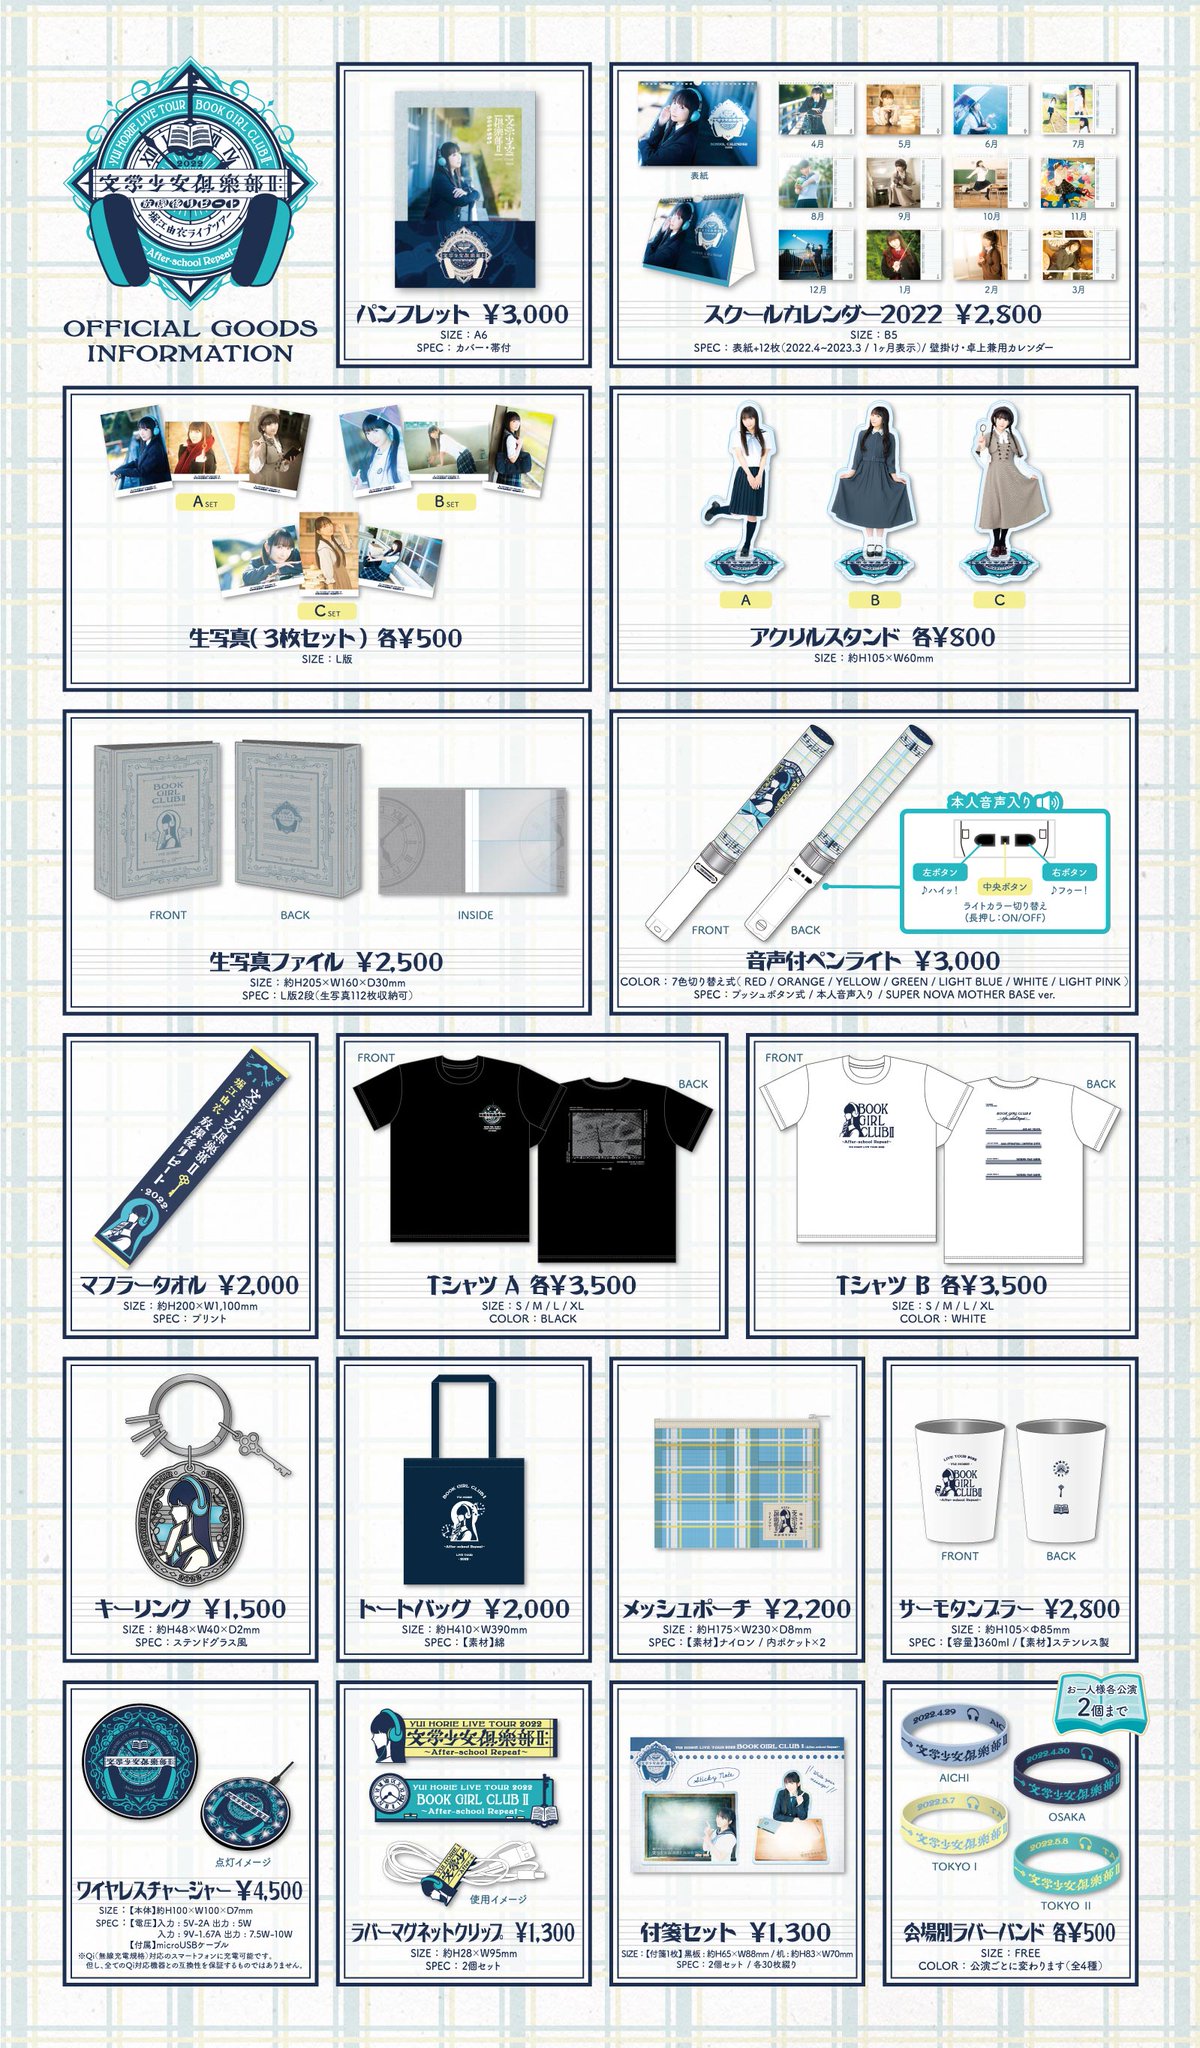 YUI HORIE LIVE TOUR BOOK GIRL CLUB II
2022
文学少女倶楽部II
放課後リピート
堀江由衣ライブツアー
~After-school Repeat~
OFFICIAL GOODS
INFORMATION
パンフレット ¥3,000
SIZE：A6
SPEC：カバー・帯付
表紙
4月
5月
6月
7月
8月
9月
10月
11月
12月
1月
2月
3月
スクールカレンダー2022 ¥2,800
SIZE：B5
SPEC：表紙+12枚（2022.4~2023.3 / 1ヶ月表示）/ 壁掛け・卓上兼用カレンダー
A SET
B SET
C SET
生写真（3枚セット）各¥500
SIZE：L版
A
B
C
アクリルスタンド 各¥800
SIZE：約H105×W60mm
BOOK
GIRL
CLUB II
FRONT
BACK
INSIDE
生写真ファイル ¥2,500
SIZE：約H205×W160×D30mm
SPEC：L版2段（生写真112枚収納可）
本人音声入り
左ボタン
♪ハイッ！
中央ボタン
右ボタン
♪フゥー！
ライトカラー切り替え
（長押し：ON/OFF）
FRONT
BACK
音声付ペンライト ¥3,000
COLOR：7色切り替え式（ RED / ORANGE / YELLOW / GREEN / LIGHT BLUE / WHITE / LIGHT PINK ）
SPEC：プッシュボタン式 / 本人音声入り / SUPER NOVA MOTHER BASE ver.
文学少女倶楽部II
堀江由衣 放課後リピート
・2022・
マフラータオル ¥2,000
SIZE：約H200×W1,100mm
SPEC：プリント
FRONT
BACK
Tシャツ A 各¥3,500
SIZE：S / M / L / XL
COLOR：BLACK
FRONT
BACK
BOOK
GIRL
CLUB II
~After-school Repeat~
YUI HORIE LIVE TOUR 2022
BOOK GIRL CLUB II
Tシャツ B 各¥3,500
SIZE：S / M / L / XL
COLOR：WHITE
2022
キーリング ¥1,500
SIZE：約H48×W40×D2mm
SPEC：ステンドグラス風
BOOK GIRL CLUB II
YUI HORIE
~After-school Repeat~
LIVE TOUR
2022
トートバッグ ¥2,000
SIZE：約H410×W390mm
SPEC：【素材】綿
メッシュポーチ ¥2,200
SIZE：約H175×W230×D8mm
SPEC：【素材】ナイロン / 内ポケット×2
LIVE TOUR 2022
YUI HORIE
BOOK
GIRL
CLUB II
~After-school Repeat~
FRONT
BACK
サーモタンブラー ¥2,800
SIZE：約H105×Φ85mm
SPEC：【容量】360ml / 【素材】ステンレス製
点灯イメージ
ワイヤレスチャージャー ¥4,500
SIZE：【本体】約H100×W100×D7mm
SPEC：【電圧】入力：5V-2A 出力：5W
入力：9V-1.67A 出力：7.5W-10W
【付属】microUSBケーブル
※Qi（無線充電規格）対応のスマートフォンに充電可能です。
但し、全てのQi対応機器との互換性を保証するものではありません。
YUI HORIE LIVE TOUR 2022
文学少女倶楽部II
~After-school Repeat~
YUI HORIE LIVE TOUR 2022
BOOK GIRL CLUB II
~After-school Repeat~
使用イメージ
ラバーマグネットクリップ ¥1,300
SIZE：約H28×W95mm
SPEC：2個セット
YUI HORIE LIVE TOUR 2022 BOOK GIRL CLUB II
Sticky Note
付箋セット ¥1,300
SIZE：【付箋1枚】黒板：約H65×W88mm / 机：約H83×W70mm
SPEC：2個セット / 各30枚綴り
お一人様各公演
2個まで
2022.4.29
AICHI
2022.4.30
OSAKA
2022.5.7
TOKYO I
2022.5.8
TOKYO II
会場別ラバーバンド 各¥500
SIZE：FREE
COLOR：公演ごとに変わります（全4種）